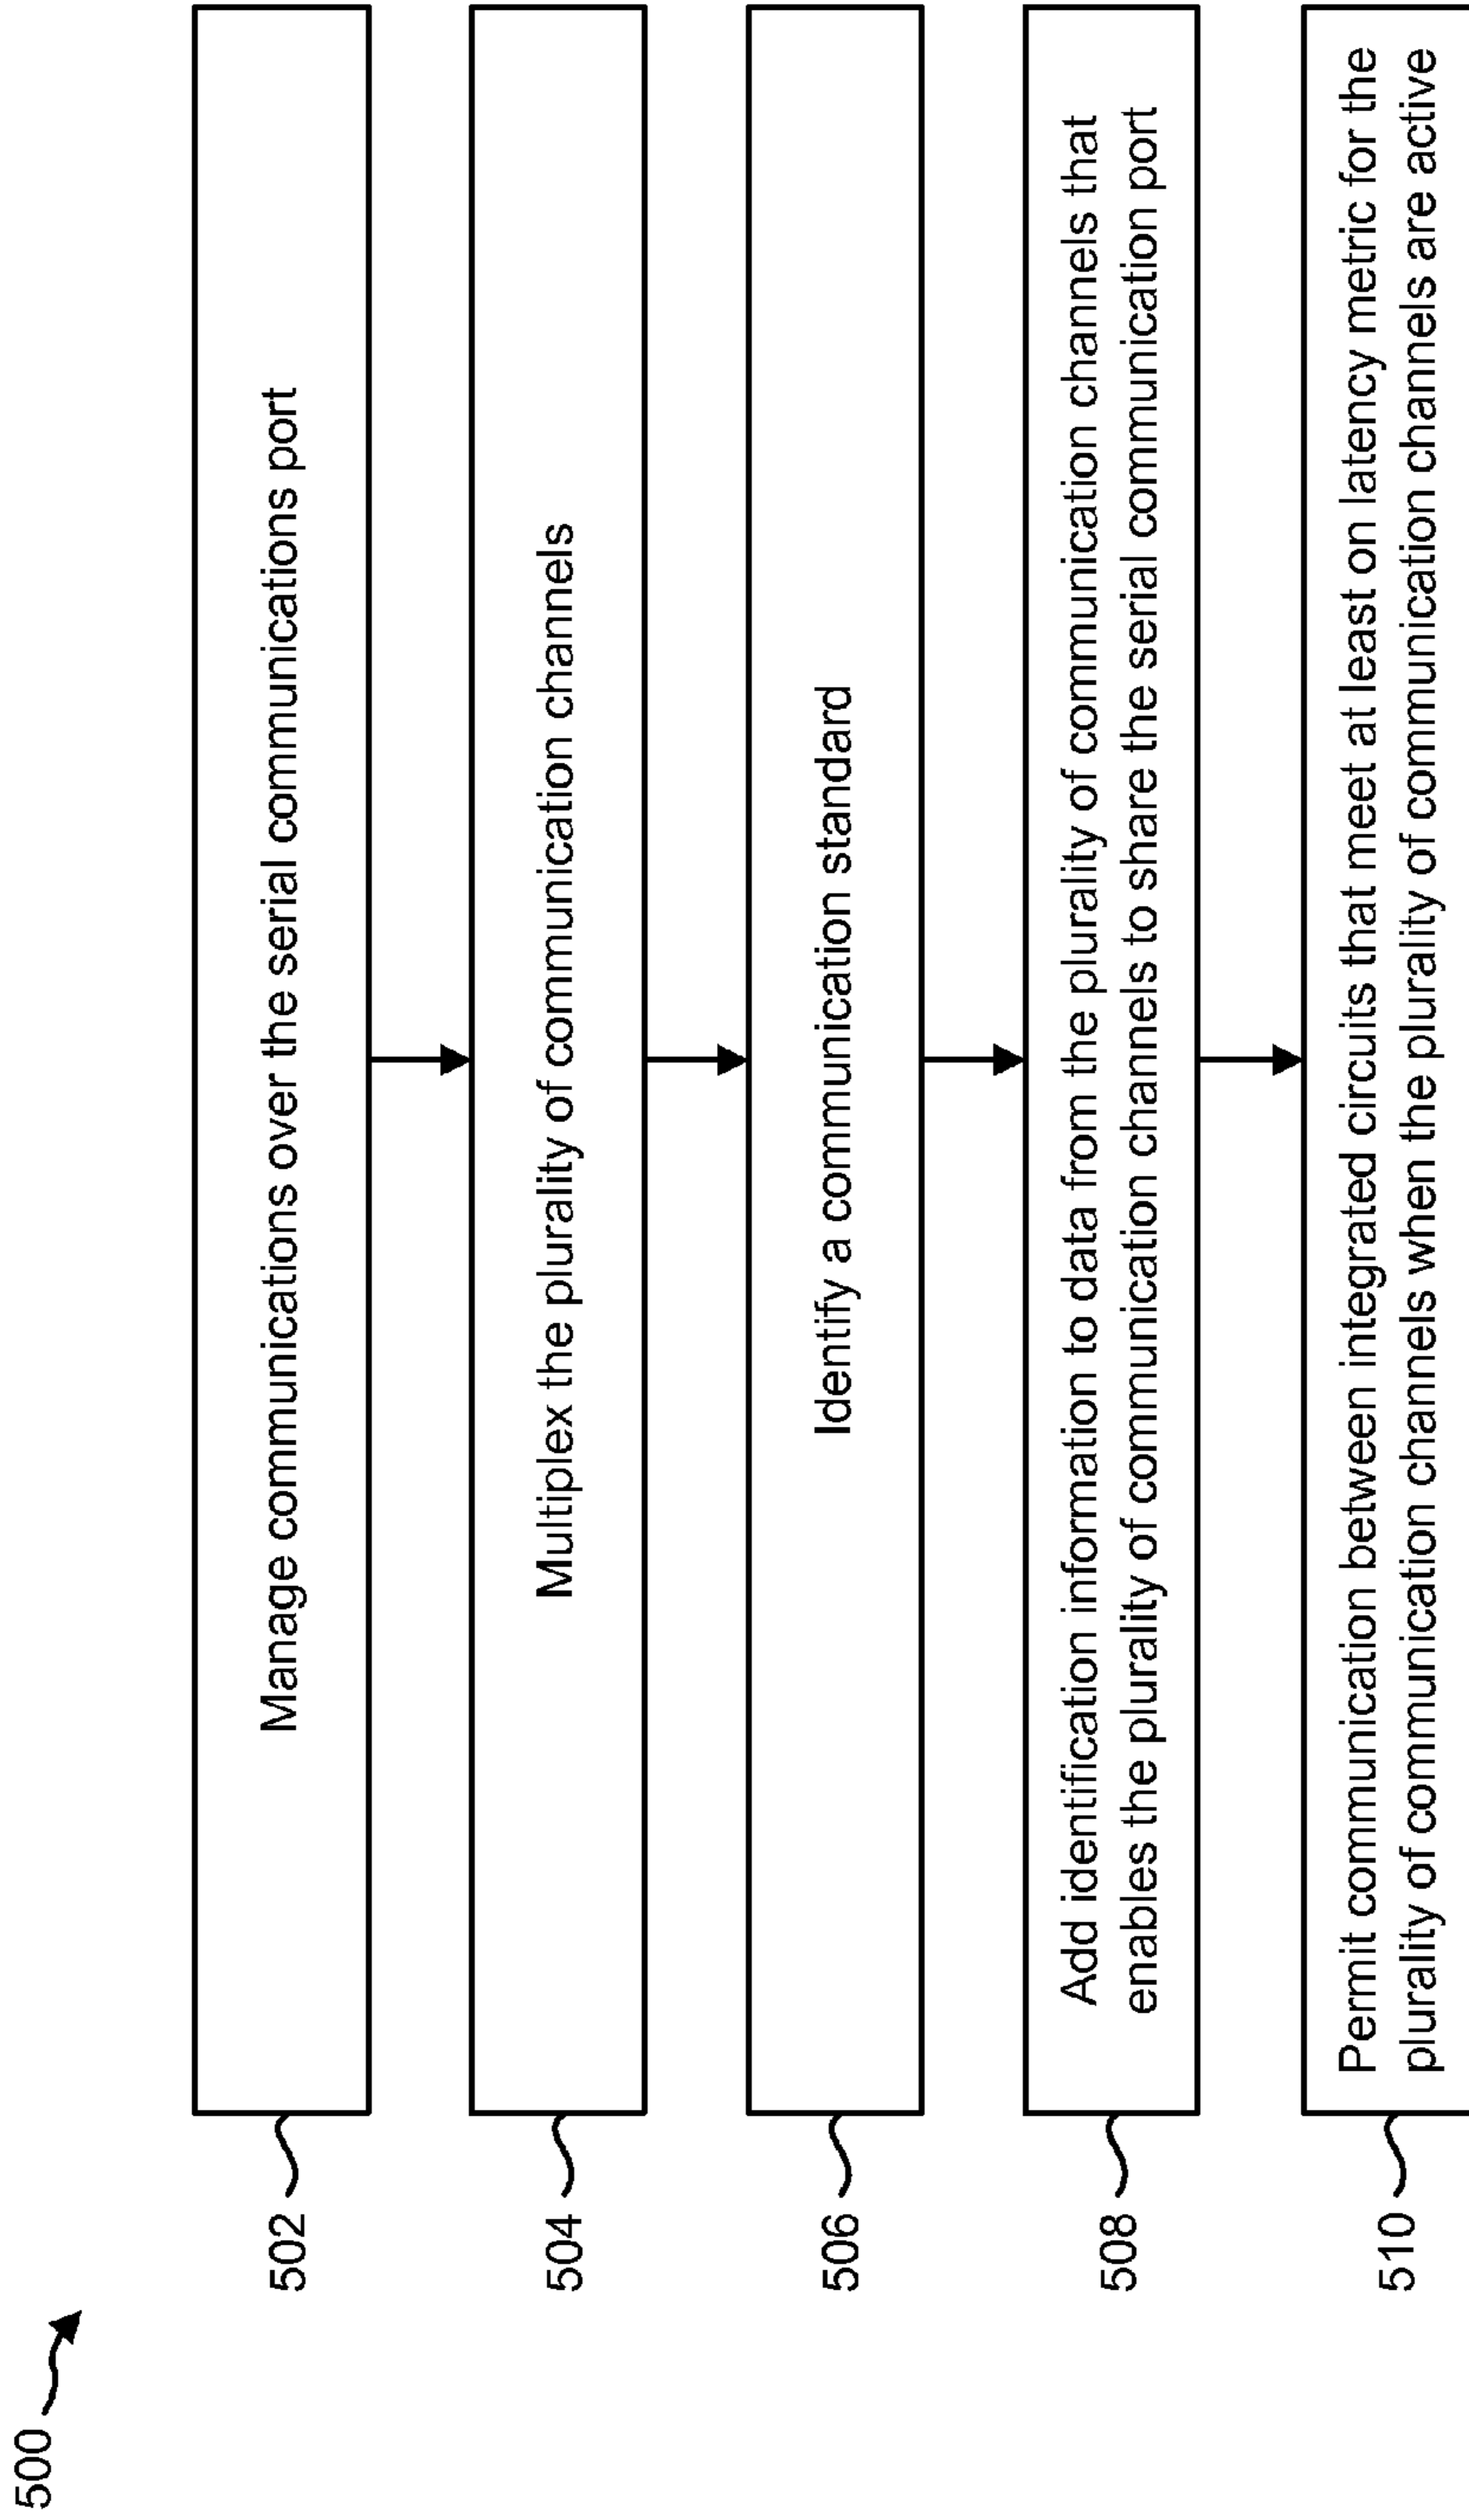 500
502
Manage communications over the serial communications port
504
Multiplex the plurality of communication channels
506
Identify a communication standard
508
Add identification information to data from the plurality of communication channels that
enables the plurality of communication channels to share the serial communication port
510
Permit communication between integrated circuits that meet at least on latency metric for the
plurality of communication channels when the plurality of communication channels are active